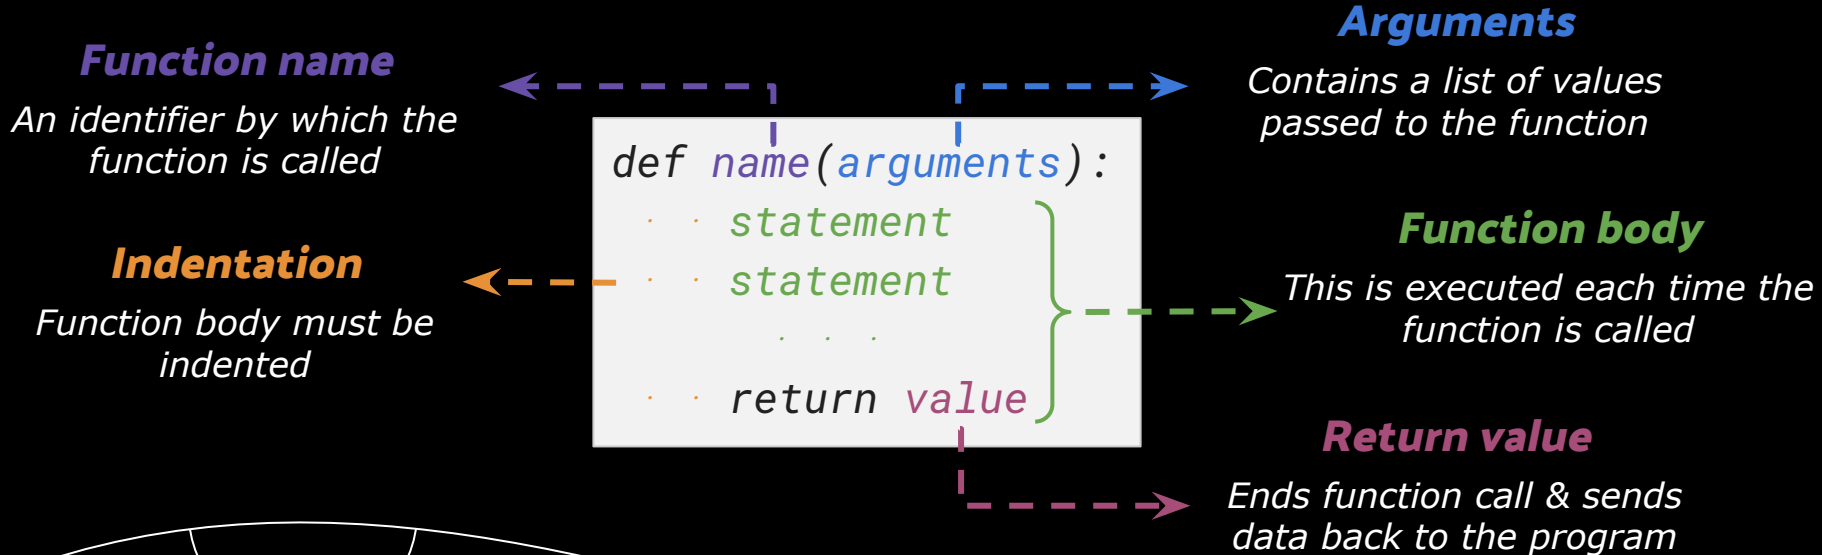 Function name
An identifier by which the
function is called
Indentation
Function body must be
indented
def name(arguments):
· · statement
· · statement
· · ·
· · return value
Arguments
Contains a list of values
passed to the function
Function body
This is executed each time the
function is called
Return value
Ends function call & sends
data back to the program